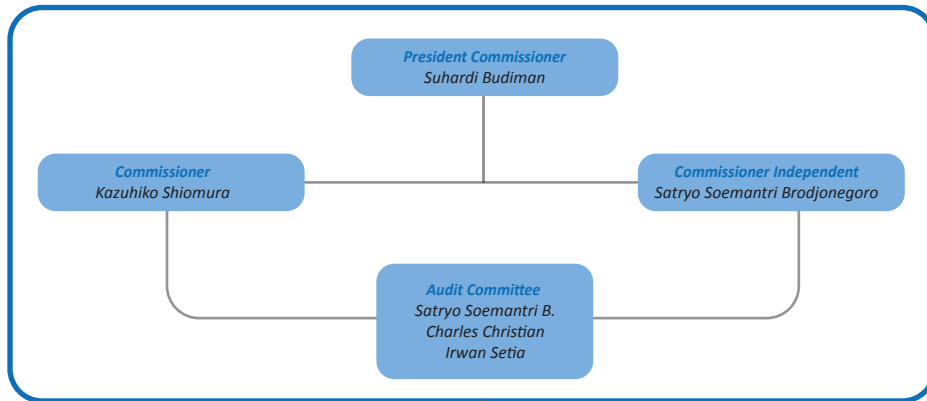 President Commissioner
Suhardi Budiman
Commissioner
Kazuhiko Shiomura
Commissioner Independent
Satryo Soemantri Brodjonegoro
Audit Committee
Satryo Soemantri B.
Charles Christian
Irwan Setia